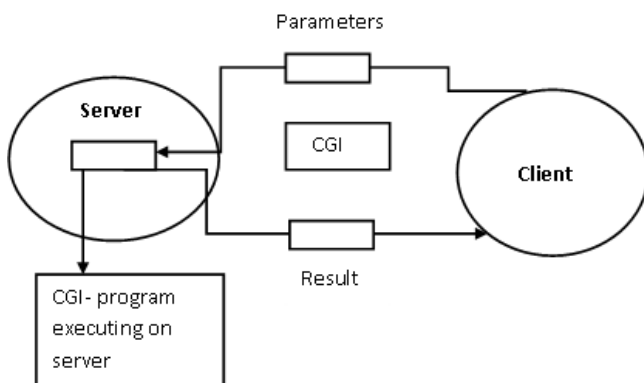 Parameters
Server
CGI
Client
Result
CGI- program
executing on
server